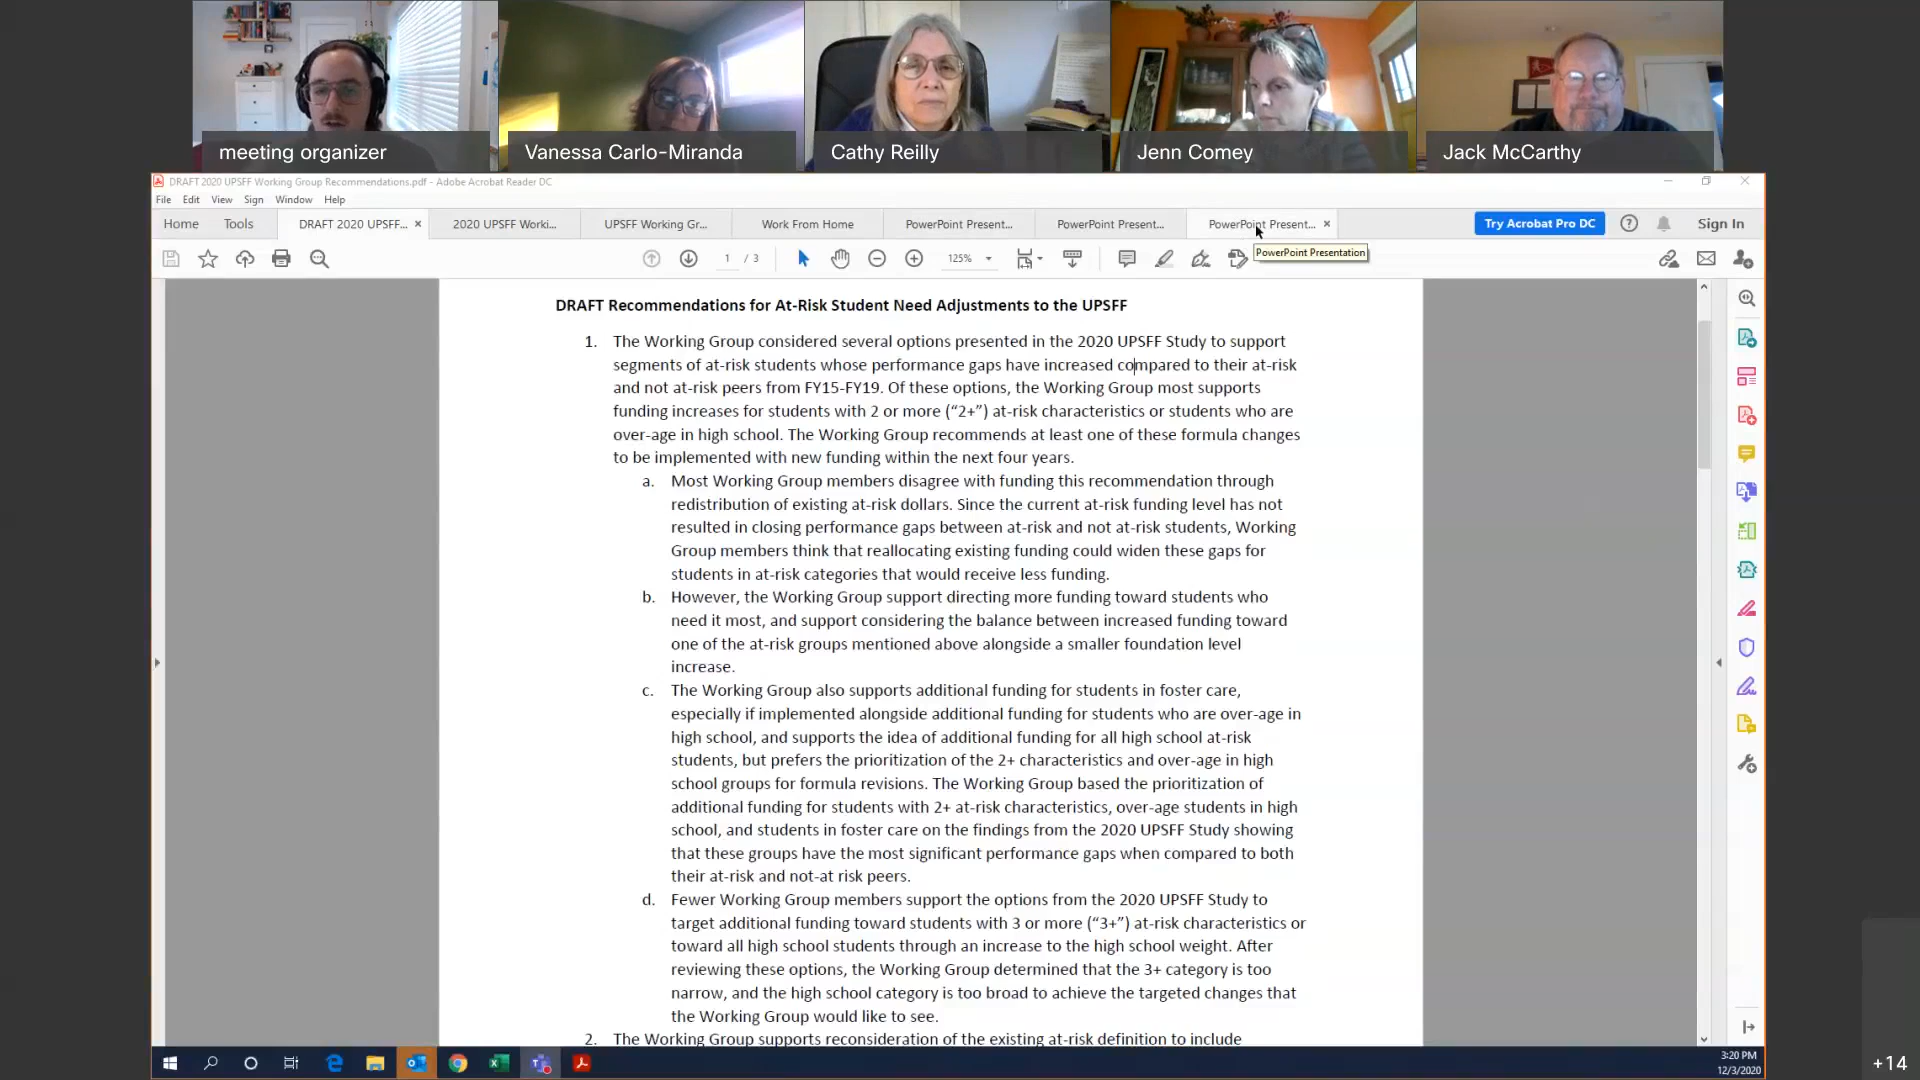 meeting organizer
Vanessa Carlo-Miranda
Cathy Reilly
Jenn Comey
Jack McCarthy
DRAFT 2020 UPSFF Working Group Recommendations.pdf - Adobe Acrobat Reader DC
File Edit View Sign Window Help
Home Tools DRAFT 2020 UPSFF... × 2020 UPSFF Worki... UPSFF Working Gr... Work From Home PowerPoint Present... PowerPoint Present... PowerPoint Present... × Try Acrobat Pro DC Sign In
1 / 3 125%
PowerPoint Presentation
DRAFT Recommendations for At-Risk Student Need Adjustments to the UPSFF
1. The Working Group considered several options presented in the 2020 UPSFF Study to support
segments of at-risk students whose performance gaps have increased compared to their at-risk
and not at-risk peers from FY15-FY19. Of these options, the Working Group most supports
funding increases for students with 2 or more (“2+”) at-risk characteristics or students who are
over-age in high school. The Working Group recommends at least one of these formula changes
to be implemented with new funding within the next four years.
a. Most Working Group members disagree with funding this recommendation through
redistribution of existing at-risk dollars. Since the current at-risk funding level has not
resulted in closing performance gaps between at-risk and not at-risk students, Working
Group members think that reallocating existing funding could widen these gaps for
students in at-risk categories that would receive less funding.
b. However, the Working Group support directing more funding toward students who
need it most, and support considering the balance between increased funding toward
one of the at-risk groups mentioned above alongside a smaller foundation level
increase.
c. The Working Group also supports additional funding for students in foster care,
especially if implemented alongside additional funding for students who are over-age in
high school, and supports the idea of additional funding for all high school at-risk
students, but prefers the prioritization of the 2+ characteristics and over-age in high
school groups for formula revisions. The Working Group based the prioritization of
additional funding for students with 2+ at-risk characteristics, over-age students in high
school, and students in foster care on the findings from the 2020 UPSFF Study showing
that these groups have the most significant performance gaps when compared to both
their at-risk and not-at risk peers.
d. Fewer Working Group members support the options from the 2020 UPSFF Study to
target additional funding toward students with 3 or more (“3+”) at-risk characteristics or
toward all high school students through an increase to the high school weight. After
reviewing these options, the Working Group determined that the 3+ category is too
narrow, and the high school category is too broad to achieve the targeted changes that
the Working Group would like to see.
2. The Working Group supports reconsideration of the existing at-risk definition to include
3:20 PM
12/3/2020
+14